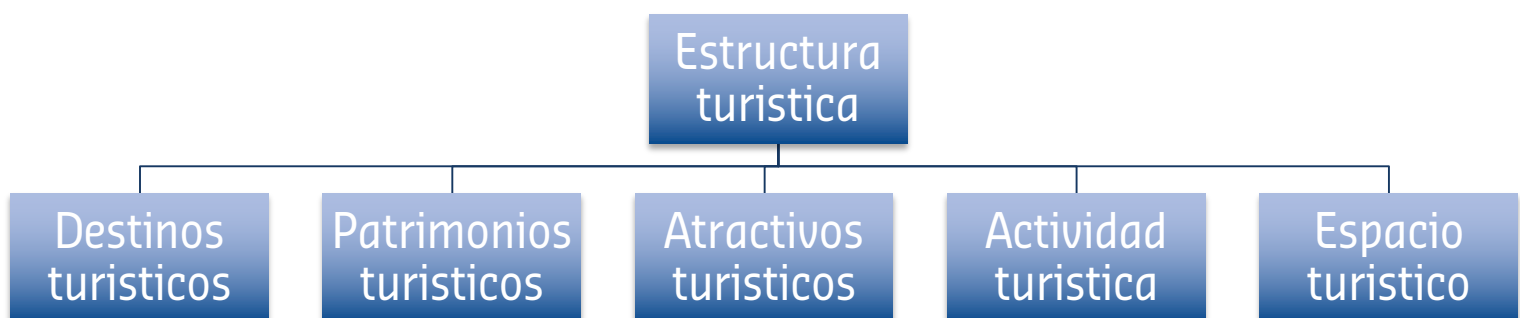 Estructura
turistica
Destinos
turisticos
Patrimonios
turisticos
Atractivos
turisticos
Actividad
turistica
Espacio
turistico